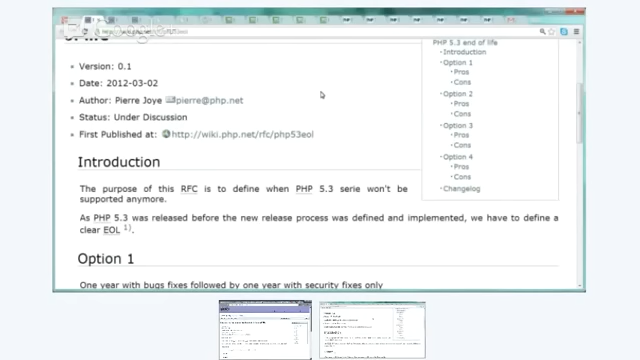 • Version: 0.1
• Date: 2012-03-02
• Author: Pierre Joye pierre@php.net
• Status: Under Discussion
• First Published at: http://wiki.php.net/rfc/php53eol
Introduction
The purpose of this RFC is to define when PHP 5.3 serie won't be
supported anymore.
As PHP 5.3 was released before the new release process was defined and implemented, we have to define a
clear EOL 1).
Option 1
One year with bugs fixes followed by one year with security fixes only
PHP 5.3 end of life
• Introduction
• Option 1
• Pros
• Cons
• Option 2
• Pros
• Cons
• Option 3
• Pros
• Cons
• Option 4
• Pros
• Cons
• Changelog